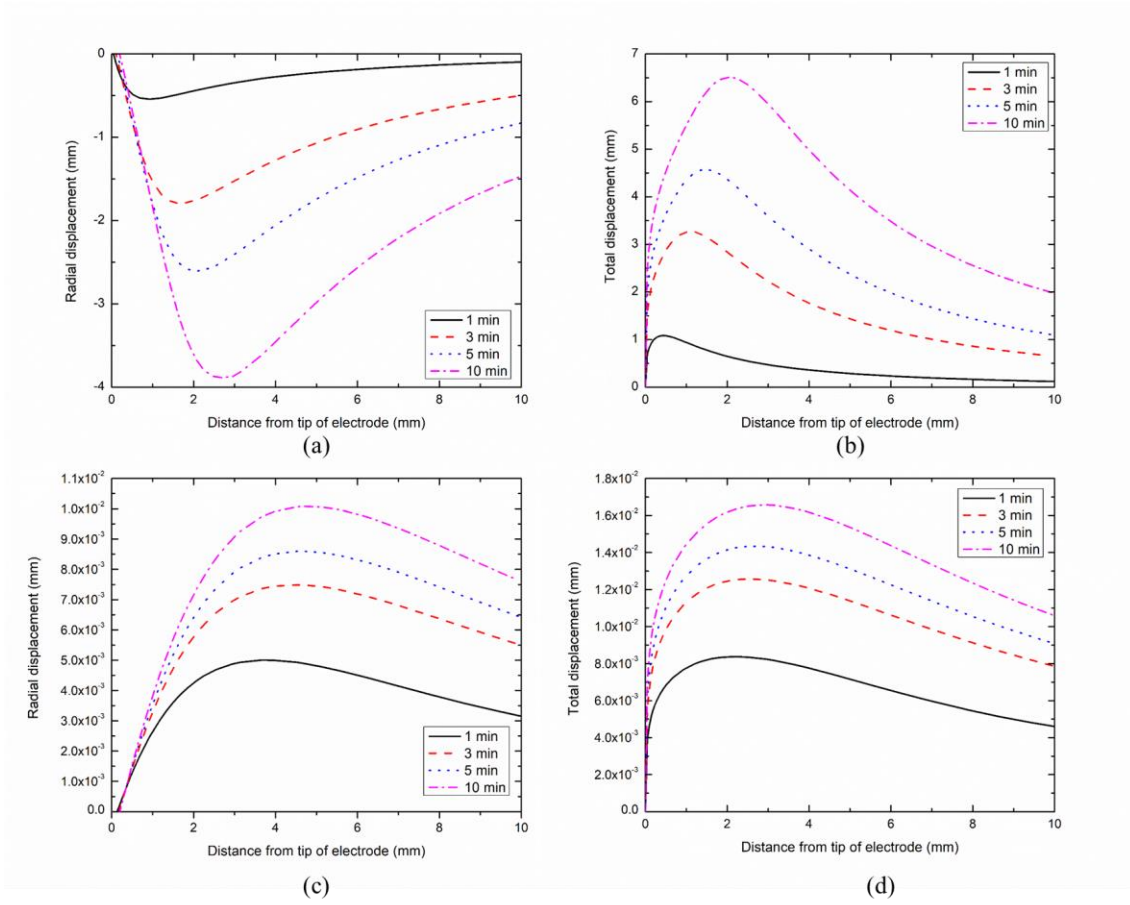 0
-1
-2
-3
-4
Radial displacement (mm)
0 2 4 6 8 10
Distance from tip of electrode (mm)
1 min
3 min
5 min
10 min
(a)
7
6
5
4
3
2
1
0
Total displacement (mm)
0 2 4 6 8 10
Distance from tip of electrode (mm)
1 min
3 min
5 min
10 min
(b)
1.1x10⁻²
1.0x10⁻²
9.0x10⁻³
8.0x10⁻³
7.0x10⁻³
6.0x10⁻³
5.0x10⁻³
4.0x10⁻³
3.0x10⁻³
2.0x10⁻³
1.0x10⁻³
0.0
Radial displacement (mm)
0 2 4 6 8 10
Distance from tip of electrode (mm)
1 min
3 min
5 min
10 min
(c)
1.8x10⁻²
1.6x10⁻²
1.4x10⁻²
1.2x10⁻²
1.0x10⁻²
8.0x10⁻³
6.0x10⁻³
4.0x10⁻³
2.0x10⁻³
0.0
Total displacement (mm)
0 2 4 6 8 10
Distance from tip of electrode (mm)
1 min
3 min
5 min
10 min
(d)